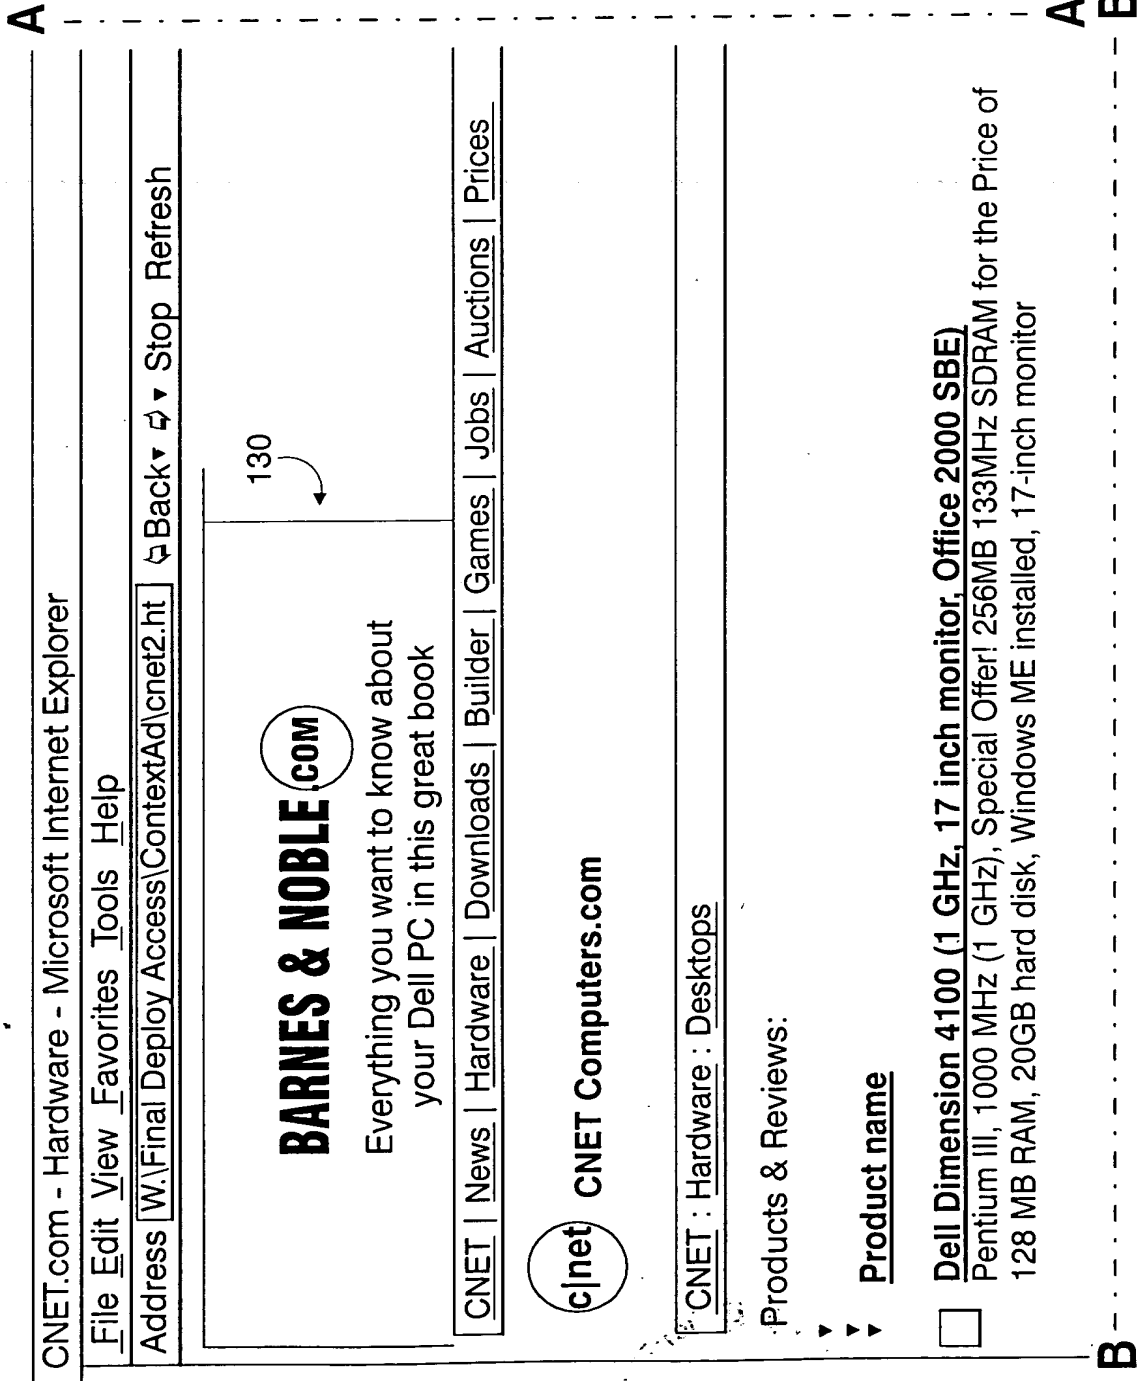 A
CNET.com - Hardware - Microsoft Internet Explorer
File Edit View Favorites Tools Help
Address W.\Final Deploy Access\ContextAd\cnet2.ht Back Stop Refresh
130
BARNES & NOBLE.COM
Everything you want to know about
your Dell PC in this great book
CNET | News | Hardware | Downloads | Builder | Games | Jobs | Auctions | Prices
c|net CNET Computers.com
CNET : Hardware : Desktops
Products & Reviews:
Product name
Dell Dimension 4100 (1 GHz, 17 inch monitor, Office 2000 SBE)
Pentium III, 1000 MHz (1 GHz), Special Offer! 256MB 133MHz SDRAM for the Price of
128 MB RAM, 20GB hard disk, Windows ME installed, 17-inch monitor
A
B
B